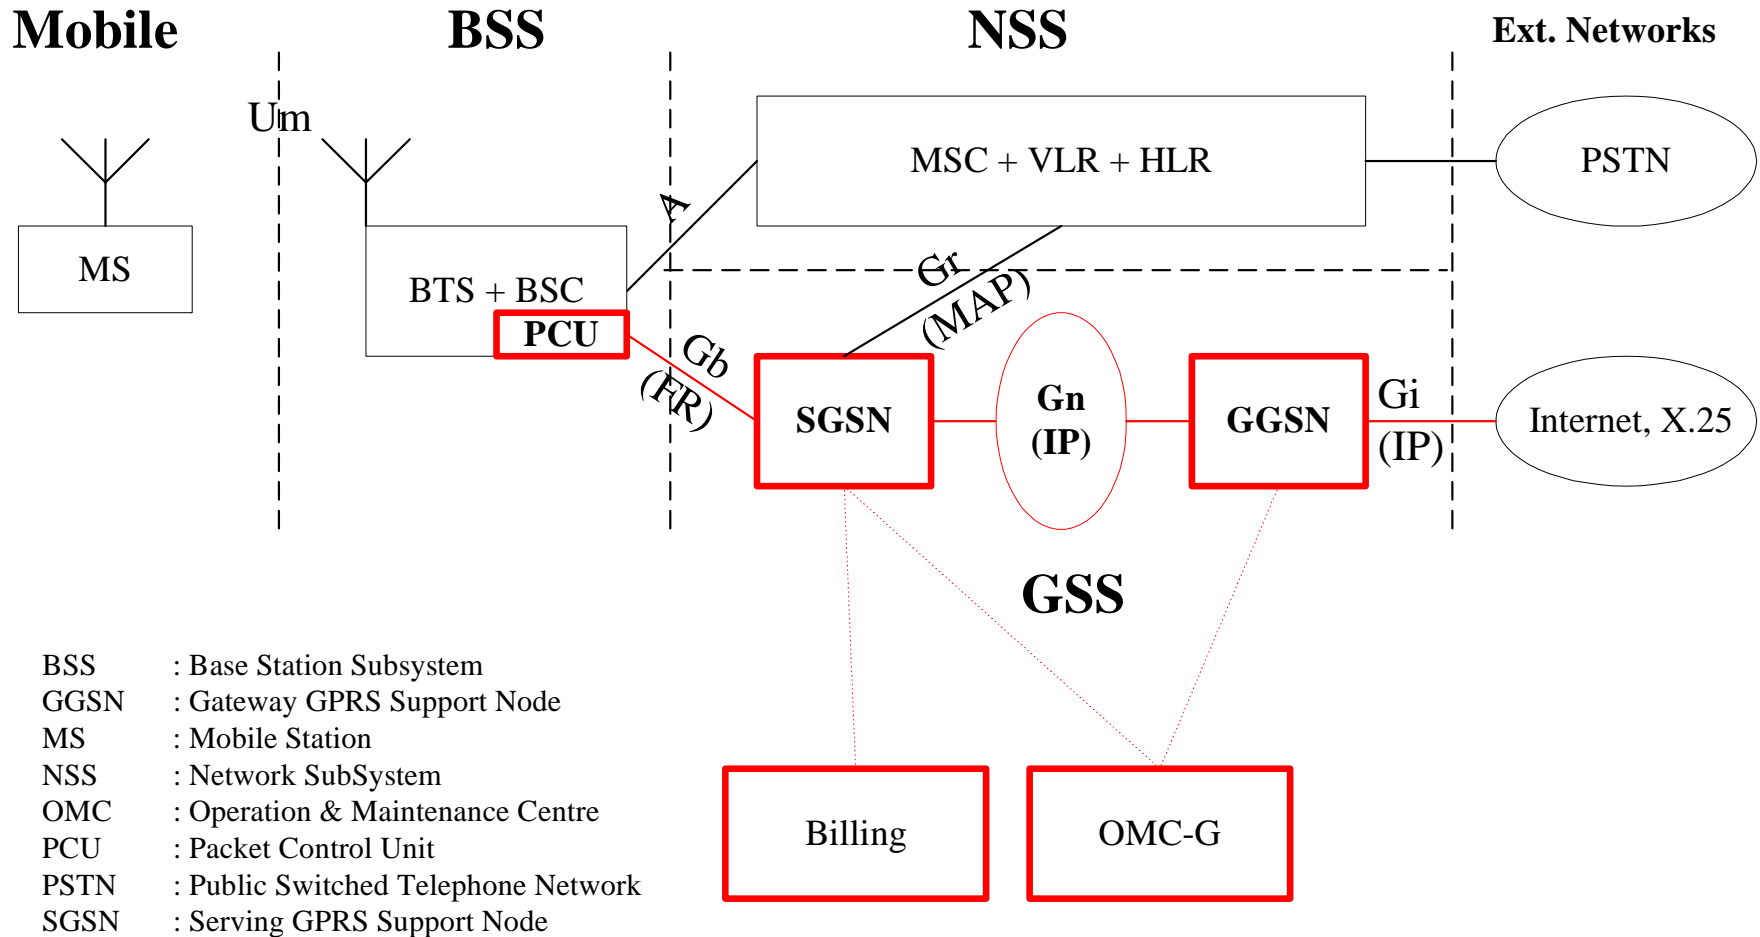 Mobile
BSS
NSS
Ext. Networks
Um
MSC + VLR + HLR
PSTN
A
MS
BTS + BSC
PCU
Gr
(MAP)
Gb
(FR)
SGSN
Gn
(IP)
GGSN
Gi
(IP)
Internet, X.25
GSS
BSS : Base Station Subsystem
GGSN : Gateway GPRS Support Node
MS : Mobile Station
NSS : Network SubSystem
OMC : Operation & Maintenance Centre
PCU : Packet Control Unit
PSTN : Public Switched Telephone Network
SGSN : Serving GPRS Support Node
Billing
OMC-G